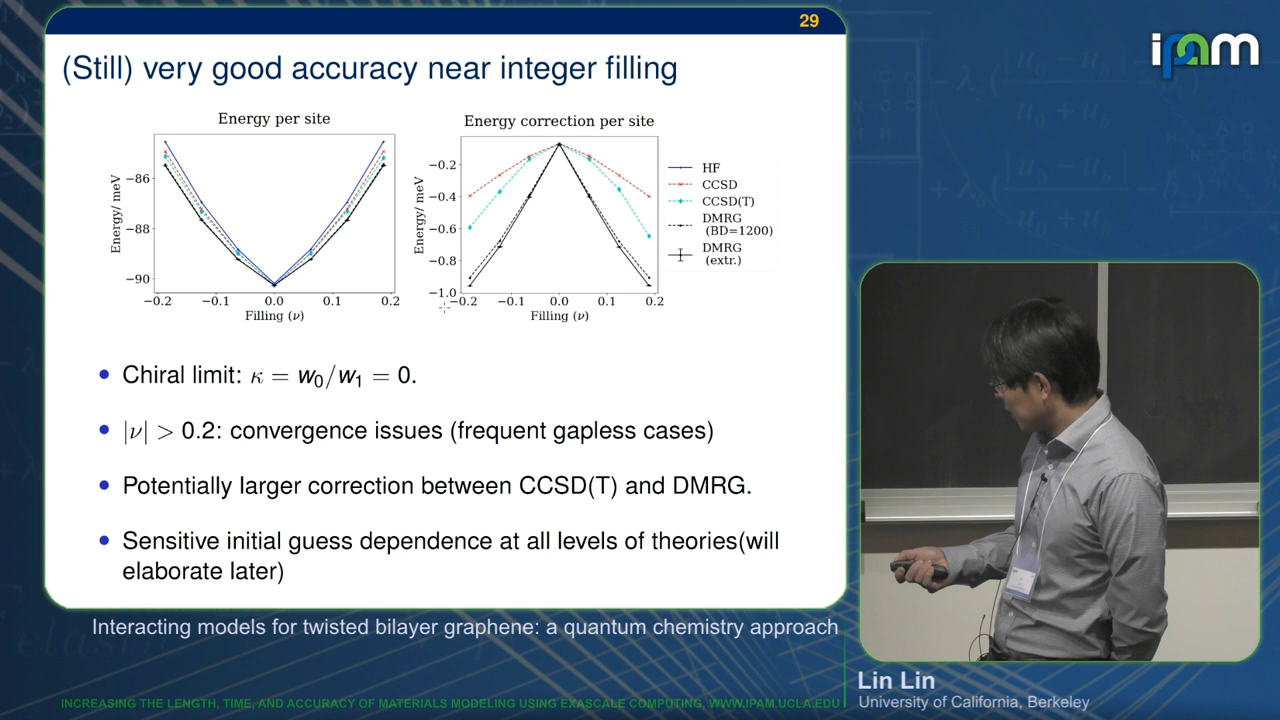 29
ipam
(Still) very good accuracy near integer filling
Energy per site
Energy/ meV
−86
−88
−90
−0.2
−0.1
0.0
0.1
0.2
Filling (ν)
Energy correction per site
Energy/ meV
−0.2
−0.4
−0.6
−0.8
−1.0
−0.2
−0.1
0.0
0.1
0.2
Filling (ν)
HF
CCSD
CCSD(T)
DMRG
(BD=1200)
DMRG
(extr.)
Chiral limit: κ = w₀/w₁ = 0.
|ν| > 0.2: convergence issues (frequent gapless cases)
Potentially larger correction between CCSD(T) and DMRG.
Sensitive initial guess dependence at all levels of theories(will
elaborate later)
Interacting models for twisted bilayer graphene: a quantum chemistry approach
Lin Lin
University of California, Berkeley
INCREASING THE LENGTH, TIME, AND ACCURACY OF MATERIALS MODELING USING EXASCALE COMPUTING, WWW.IPAM.UCLA.EDU